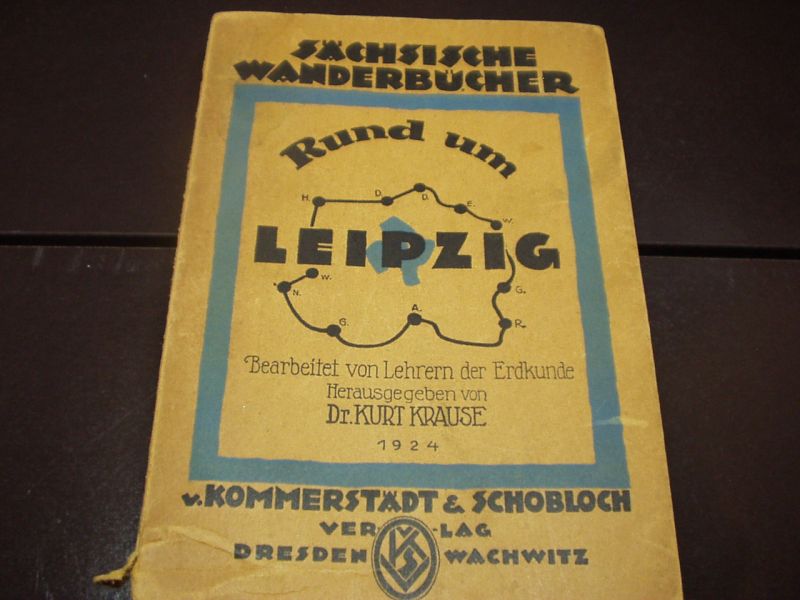 SÄCHSISCHE
WANDERBÜCHER
Rund um
H. D. D. E. W.
LEIPZIG
N. W. G.
G. A. R.
Bearbeitet von Lehrern der Erdkunde
Herausgegeben von
Dr. KURT KRAUSE
1924
v. KOMMERSTÄDT & SCHOBLOCH
VER-LAG
DRESDEN WACHWITZ